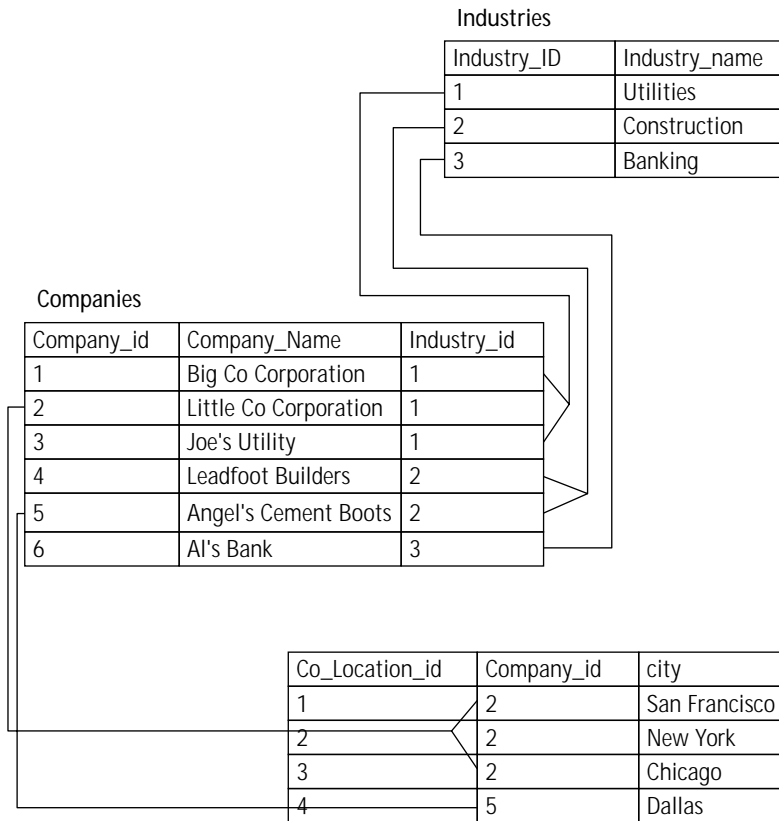 Industries
Industry_ID Industry_name
1 Utilities
2 Construction
3 Banking
Companies
Company_id Company_Name Industry_id
1 Big Co Corporation 1
2 Little Co Corporation 1
3 Joe's Utility 1
4 Leadfoot Builders 2
5 Angel's Cement Boots 2
6 Al's Bank 3
Co_Location_id Company_id city
1 2 San Francisco
2 2 New York
3 2 Chicago
4 5 Dallas